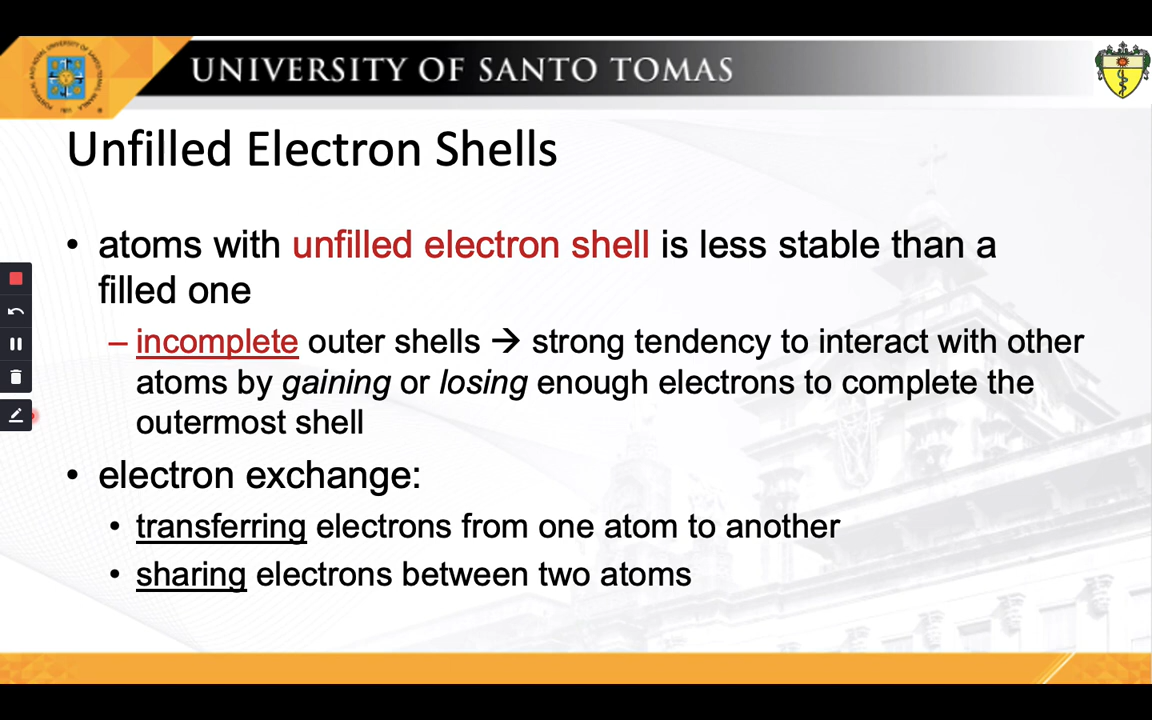 UNIVERSITY OF SANTO TOMAS
Unfilled Electron Shells
• atoms with unfilled electron shell is less stable than a
filled one
– incomplete outer shells → strong tendency to interact with other
atoms by gaining or losing enough electrons to complete the
outermost shell
• electron exchange:
• transferring electrons from one atom to another
• sharing electrons between two atoms